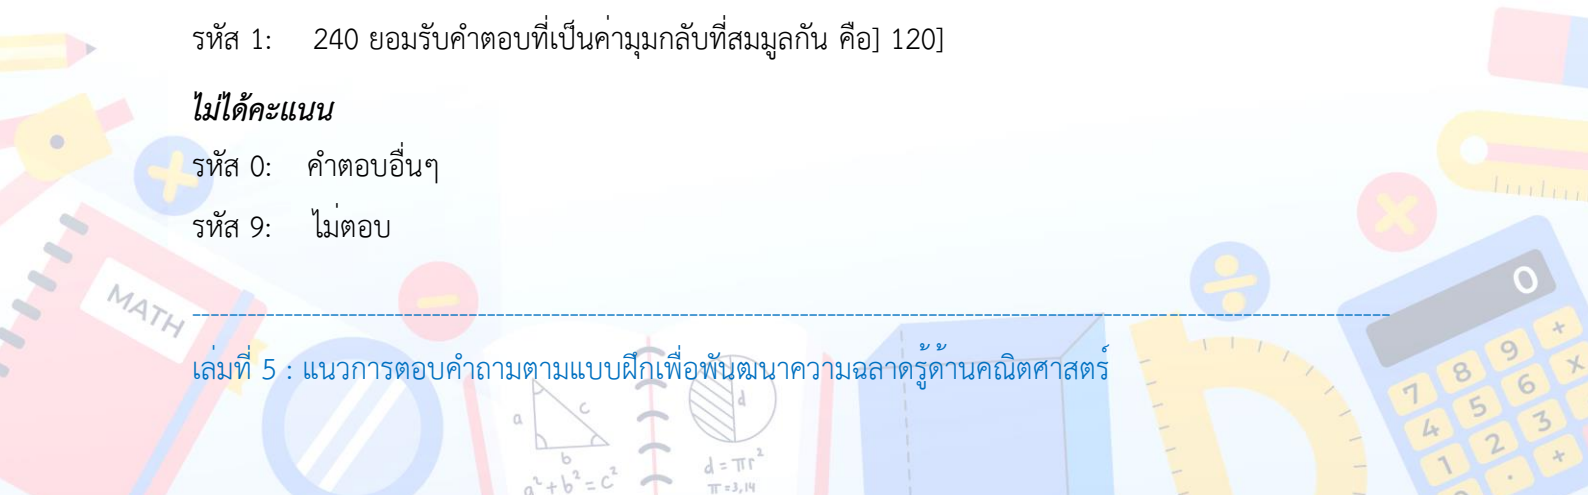 รหัส 1: 240 ยอมรับคำตอบที่เป็นค่ามุมกลับที่สมมูลกัน คือ] 120]
ไม่ได้คะแนน
รหัส 0: คำตอบอื่นๆ
รหัส 9: ไม่ตอบ
MATH
0
เล่มที่ 5 : แนวการตอบคำถามตามแบบฝึกเพื่อพัฒนาความฉลาดรู้ด้านคณิตศาสตร์
a c d
b
a²+b²=c²
d = πr²
π=3,14
7 8 9 +
4 5 6 x
1 2 3
. +